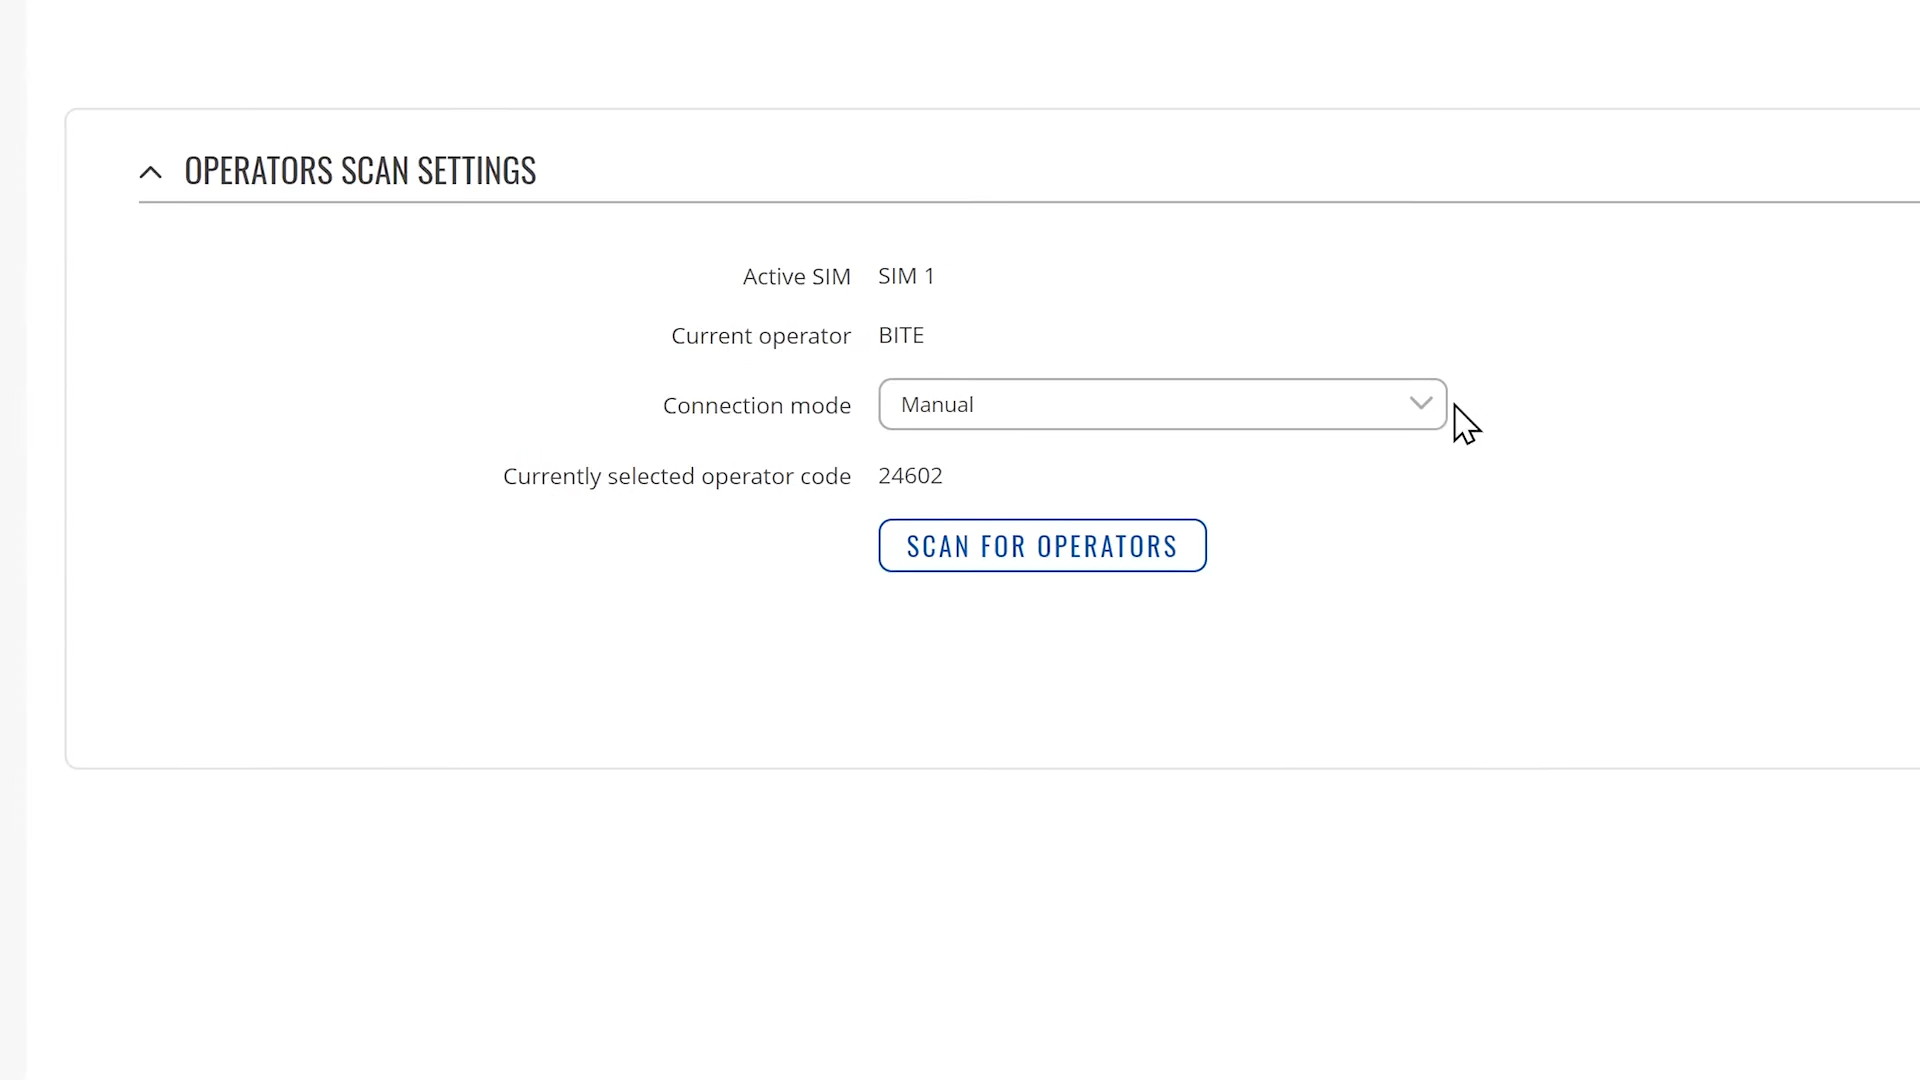 OPERATORS SCAN SETTINGS
Active SIM SIM 1
Current operator BITE
Connection mode Manual
Currently selected operator code 24602
SCAN FOR OPERATORS